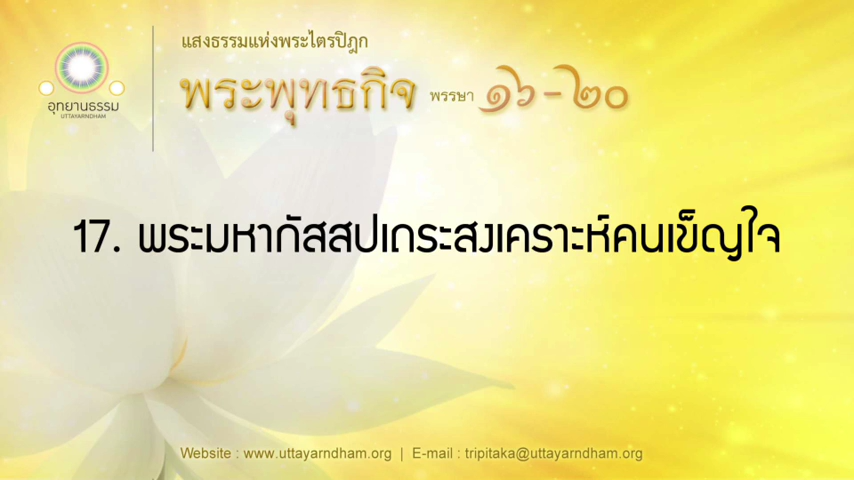 แสงธรรมแห่งพระไตรปิฎก
พระพุทธกิจ พรรษา ๑๖-๒๐
อุทยานธรรม
UTTAYARNDHAM
17. พระมหากัสสปเถระสงเคราะห์คนเข็ญใจ
Website : www.uttayarndham.org | E-mail : tripitaka@uttayarndham.org